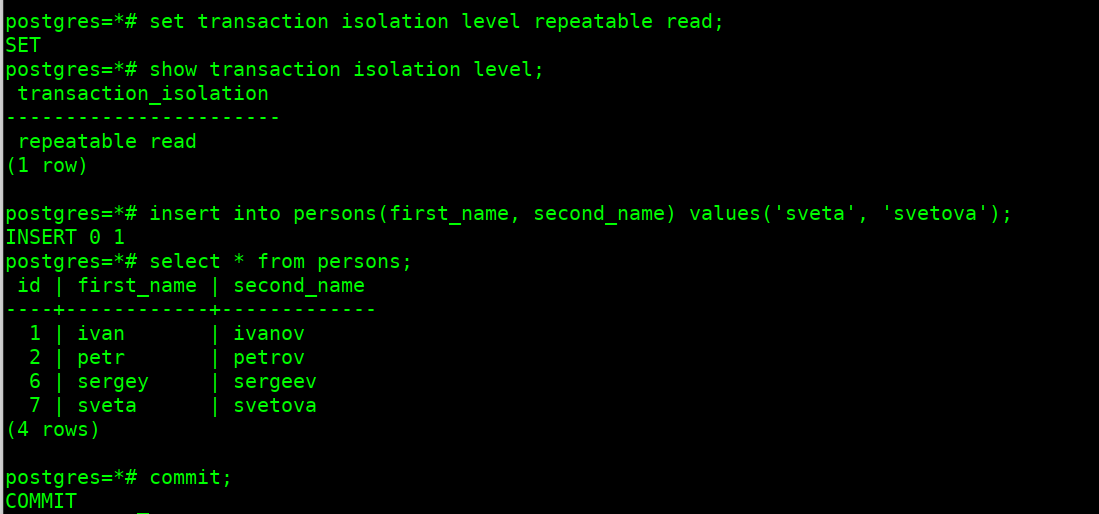 postgres=*# set transaction isolation level repeatable read;
SET
postgres=*# show transaction isolation level;
 transaction_isolation
-----------------------
 repeatable read
(1 row)

postgres=*# insert into persons(first_name, second_name) values('sveta', 'svetova');
INSERT 0 1
postgres=*# select * from persons;
 id | first_name | second_name
----+------------+-------------
  1 | ivan       | ivanov
  2 | petr       | petrov
  6 | sergey     | sergeev
  7 | sveta      | svetova
(4 rows)

postgres=*# commit;
COMMIT